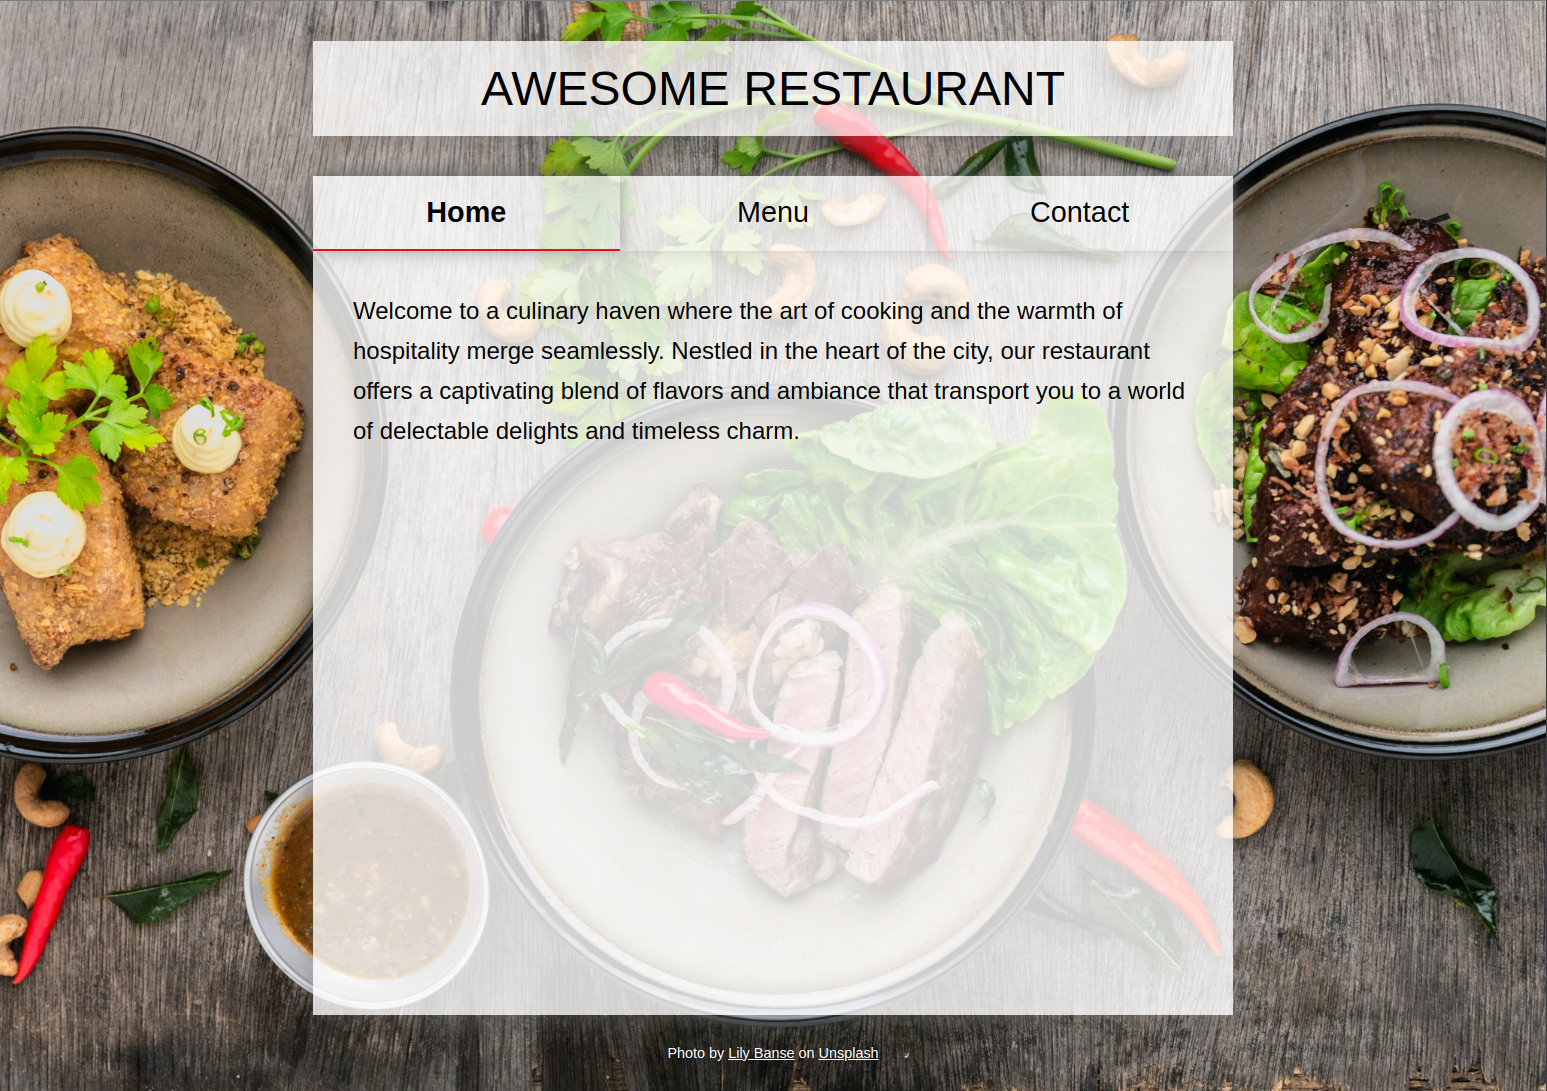 AWESOME RESTAURANT
Home
Menu
Contact
Welcome to a culinary haven where the art of cooking and the warmth of
hospitality merge seamlessly. Nestled in the heart of the city, our restaurant
offers a captivating blend of flavors and ambiance that transport you to a world
of delectable delights and timeless charm.
Photo by Lily Banse on Unsplash